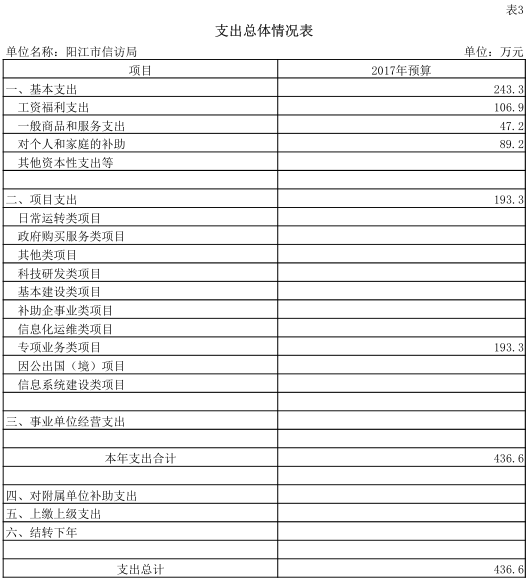 表3
支出总体情况表
单位名称：阳江市信访局 单位：万元
项目 2017年预算
一、基本支出 243.3
工资福利支出 106.9
一般商品和服务支出 47.2
对个人和家庭的补助 89.2
其他资本性支出等
二、项目支出 193.3
日常运转类项目
政府购买服务类项目
其他类项目
科技研发类项目
基本建设类项目
补助企事业类项目
信息化运维类项目
专项业务类项目 193.3
因公出国（境）项目
信息系统建设类项目
三、事业单位经营支出
本年支出合计 436.6
四、对附属单位补助支出
五、上缴上级支出
六、结转下年
支出总计 436.6